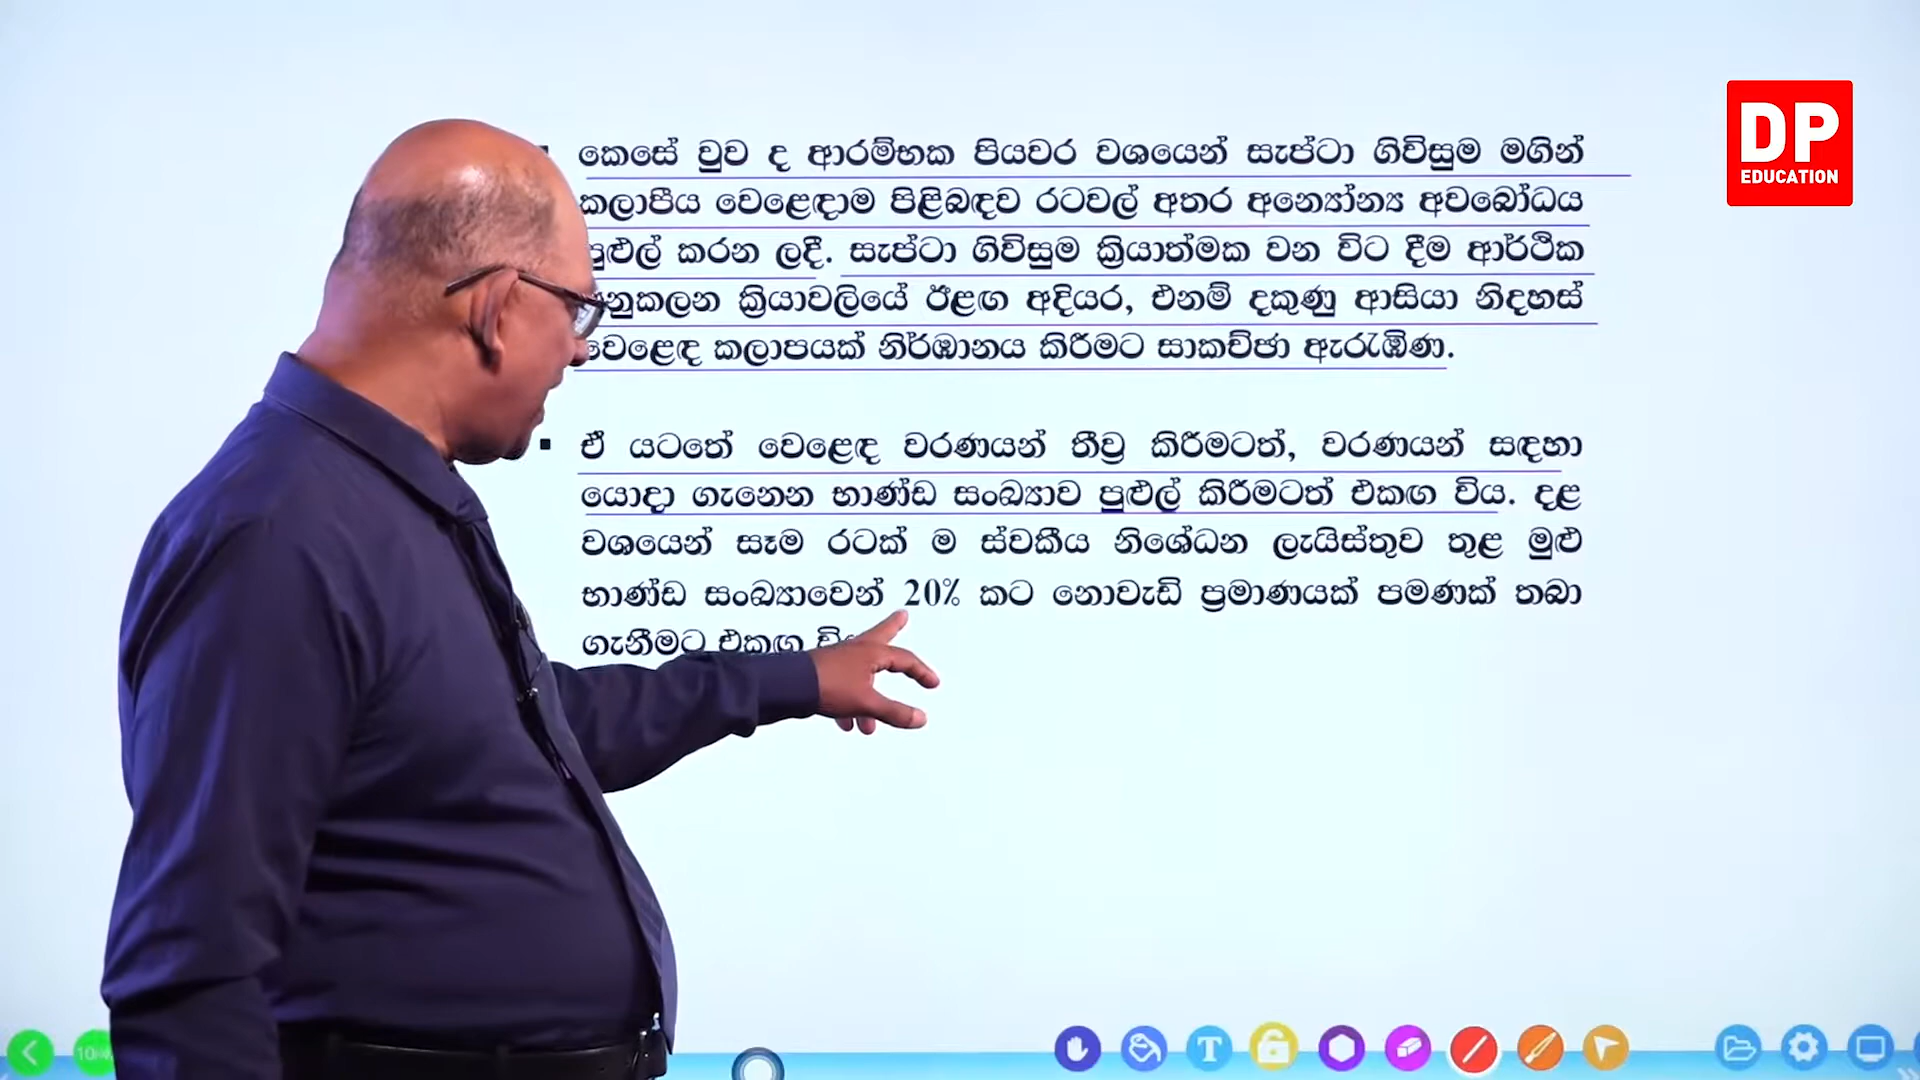 කෙසේ වුව ද ආරම්භක පියවර වශයෙන් සැප්ටා ගිවිසුම මගින්
කලාපීය වෙළෙඳාම පිළිබඳව රටවල් අතර අන්‍යෝන්‍ය අවබෝධය
පුළුල් කරන ලදී. සැප්ටා ගිවිසුම ක්‍රියාත්මක වන විට දීම ආර්ථික
අනුකලන ක්‍රියාවලියේ ඊළඟ අදියර, එනම් දකුණු ආසියා නිදහස්
වෙළෙඳ කලාපයක් නිර්ඹානය කිරීමට සාකච්ඡා ඇරැඹිණ.
ඒ යටතේ වෙළෙඳ වරණයන් තීව්‍ර කිරීමටත්, වරණයන් සඳහා
යොදා ගැනෙන භාණ්ඩ සංඛ්‍යාව පුළුල් කිරීමටත් එකඟ විය. දළ
වශයෙන් සෑම රටක් ම ස්වකීය නිශේධන ලැයිස්තුව තුළ මුළු
භාණ්ඩ සංඛ්‍යාවෙන් 20% කට නොවැඩි ප්‍රමාණයක් පමණක් තබා
ගැනීමට එකඟ
DP
EDUCATION
T